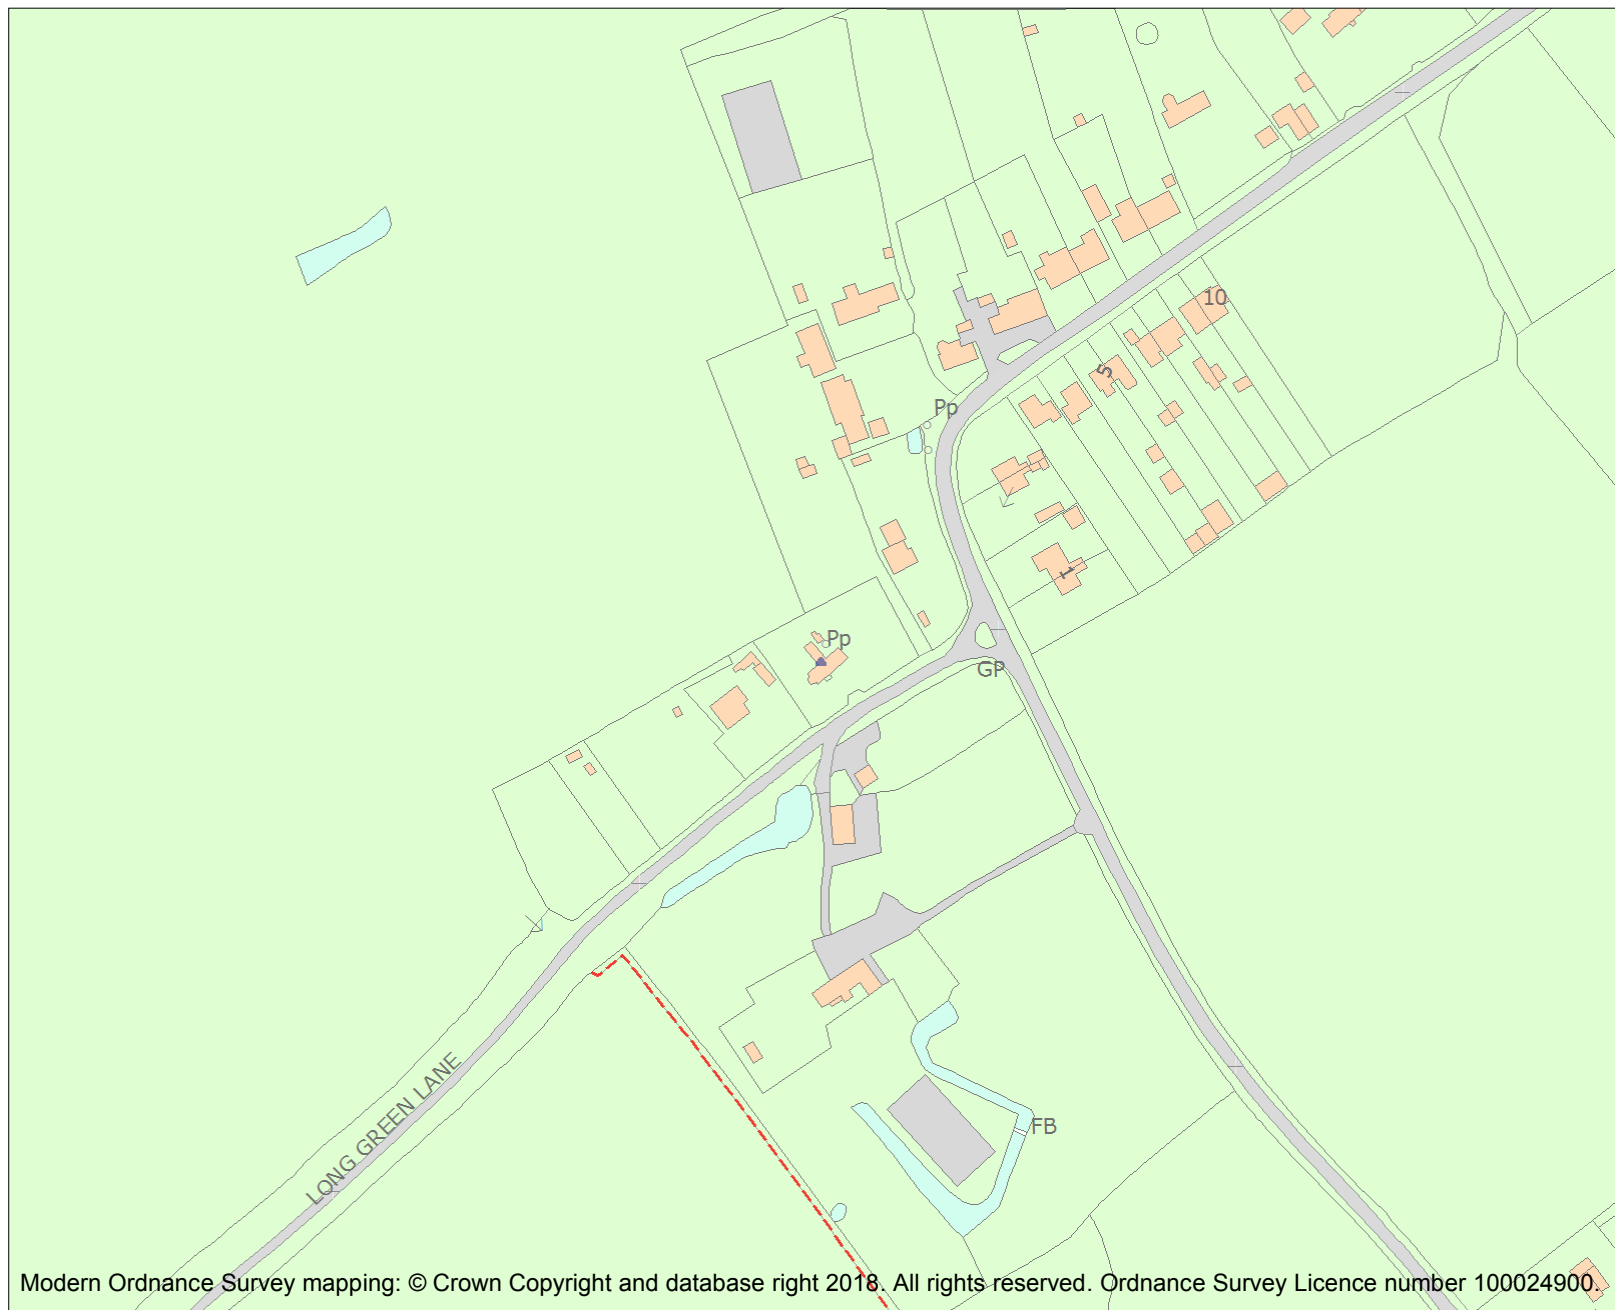 10
5
Pp
1
Pp
GP
LONG GREEN LANE
FB
Modern Ordnance Survey mapping: © Crown Copyright and database right 2018. All rights reserved. Ordnance Survey Licence number 100024900.